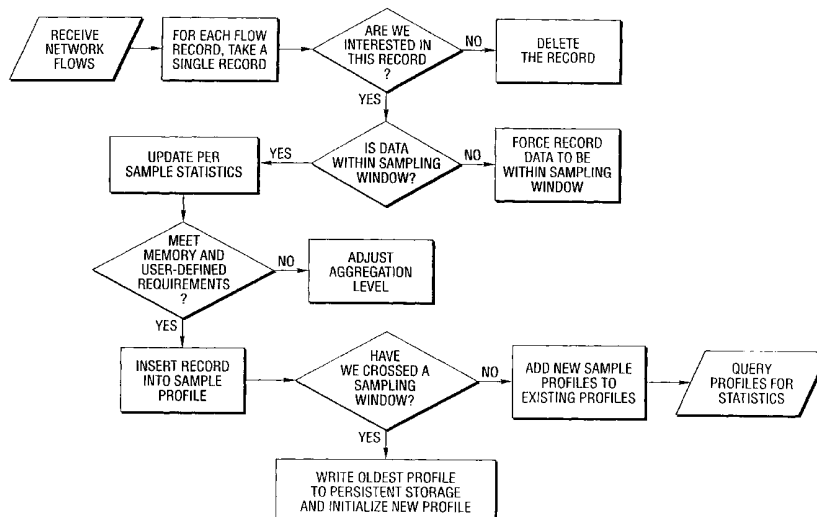 RECEIVE
NETWORK
FLOWS
FOR EACH FLOW
RECORD, TAKE A
SINGLE RECORD
ARE WE
INTERESTED IN
THIS RECORD
?
NO
DELETE
THE RECORD
YES
IS DATA
WITHIN SAMPLING
WINDOW?
NO
FORCE RECORD
DATA TO BE
WITHIN SAMPLING
WINDOW
YES
UPDATE PER
SAMPLE STATISTICS
MEET
MEMORY AND
USER-DEFINED
REQUIREMENTS
?
NO
ADJUST
AGGREGATION
LEVEL
YES
INSERT RECORD
INTO SAMPLE
PROFILE
HAVE
WE CROSSED A
SAMPLING
WINDOW?
NO
ADD NEW SAMPLE
PROFILES TO
EXISTING PROFILES
QUERY
PROFILES FOR
STATISTICS
YES
WRITE OLDEST PROFILE
TO PERSISTENT STORAGE
AND INITIALIZE NEW PROFILE